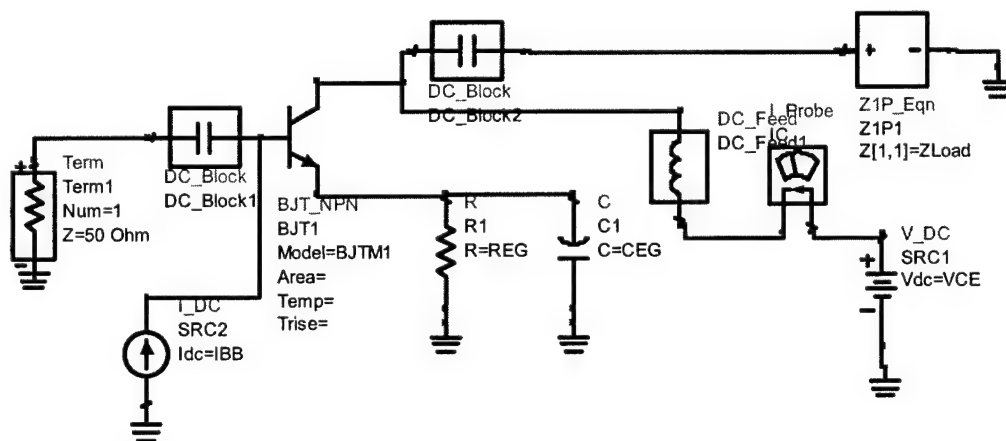 +
Term
Term1
Num=1
Z=50 Ohm
-
DC_Block
DC_Block1
I_DC
SRC2
Idc=IBB
BJT_NPN
BJT1
Model=BJTM1
Area=
Temp=
Trise=
DC_Block
DC_Block2
R
R1
R=REG
C
C1
C=CEG
DC_Feed
DC_Feed1
I_Probe
IC
+ -
Z1P_Eqn
Z1P1
Z[1,1]=ZLoad
+
-
V_DC
SRC1
Vdc=VCE